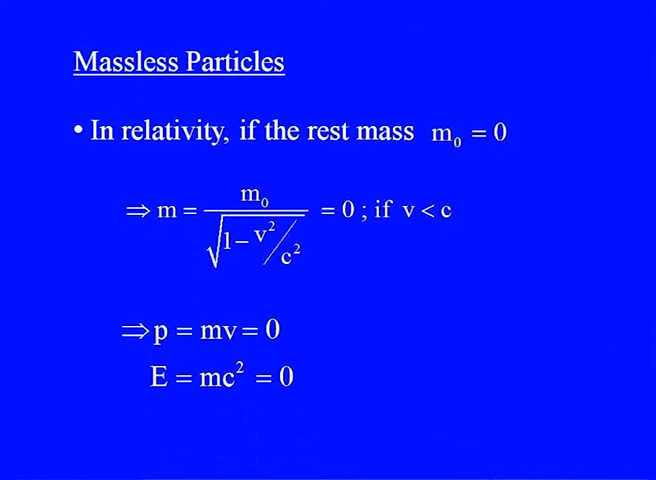 Massless Particles
• In relativity, if the rest mass m₀ = 0
⇒ m = m₀ / √(1 − v²/c²) = 0 ; if v < c
⇒ p = mv = 0
E = mc² = 0